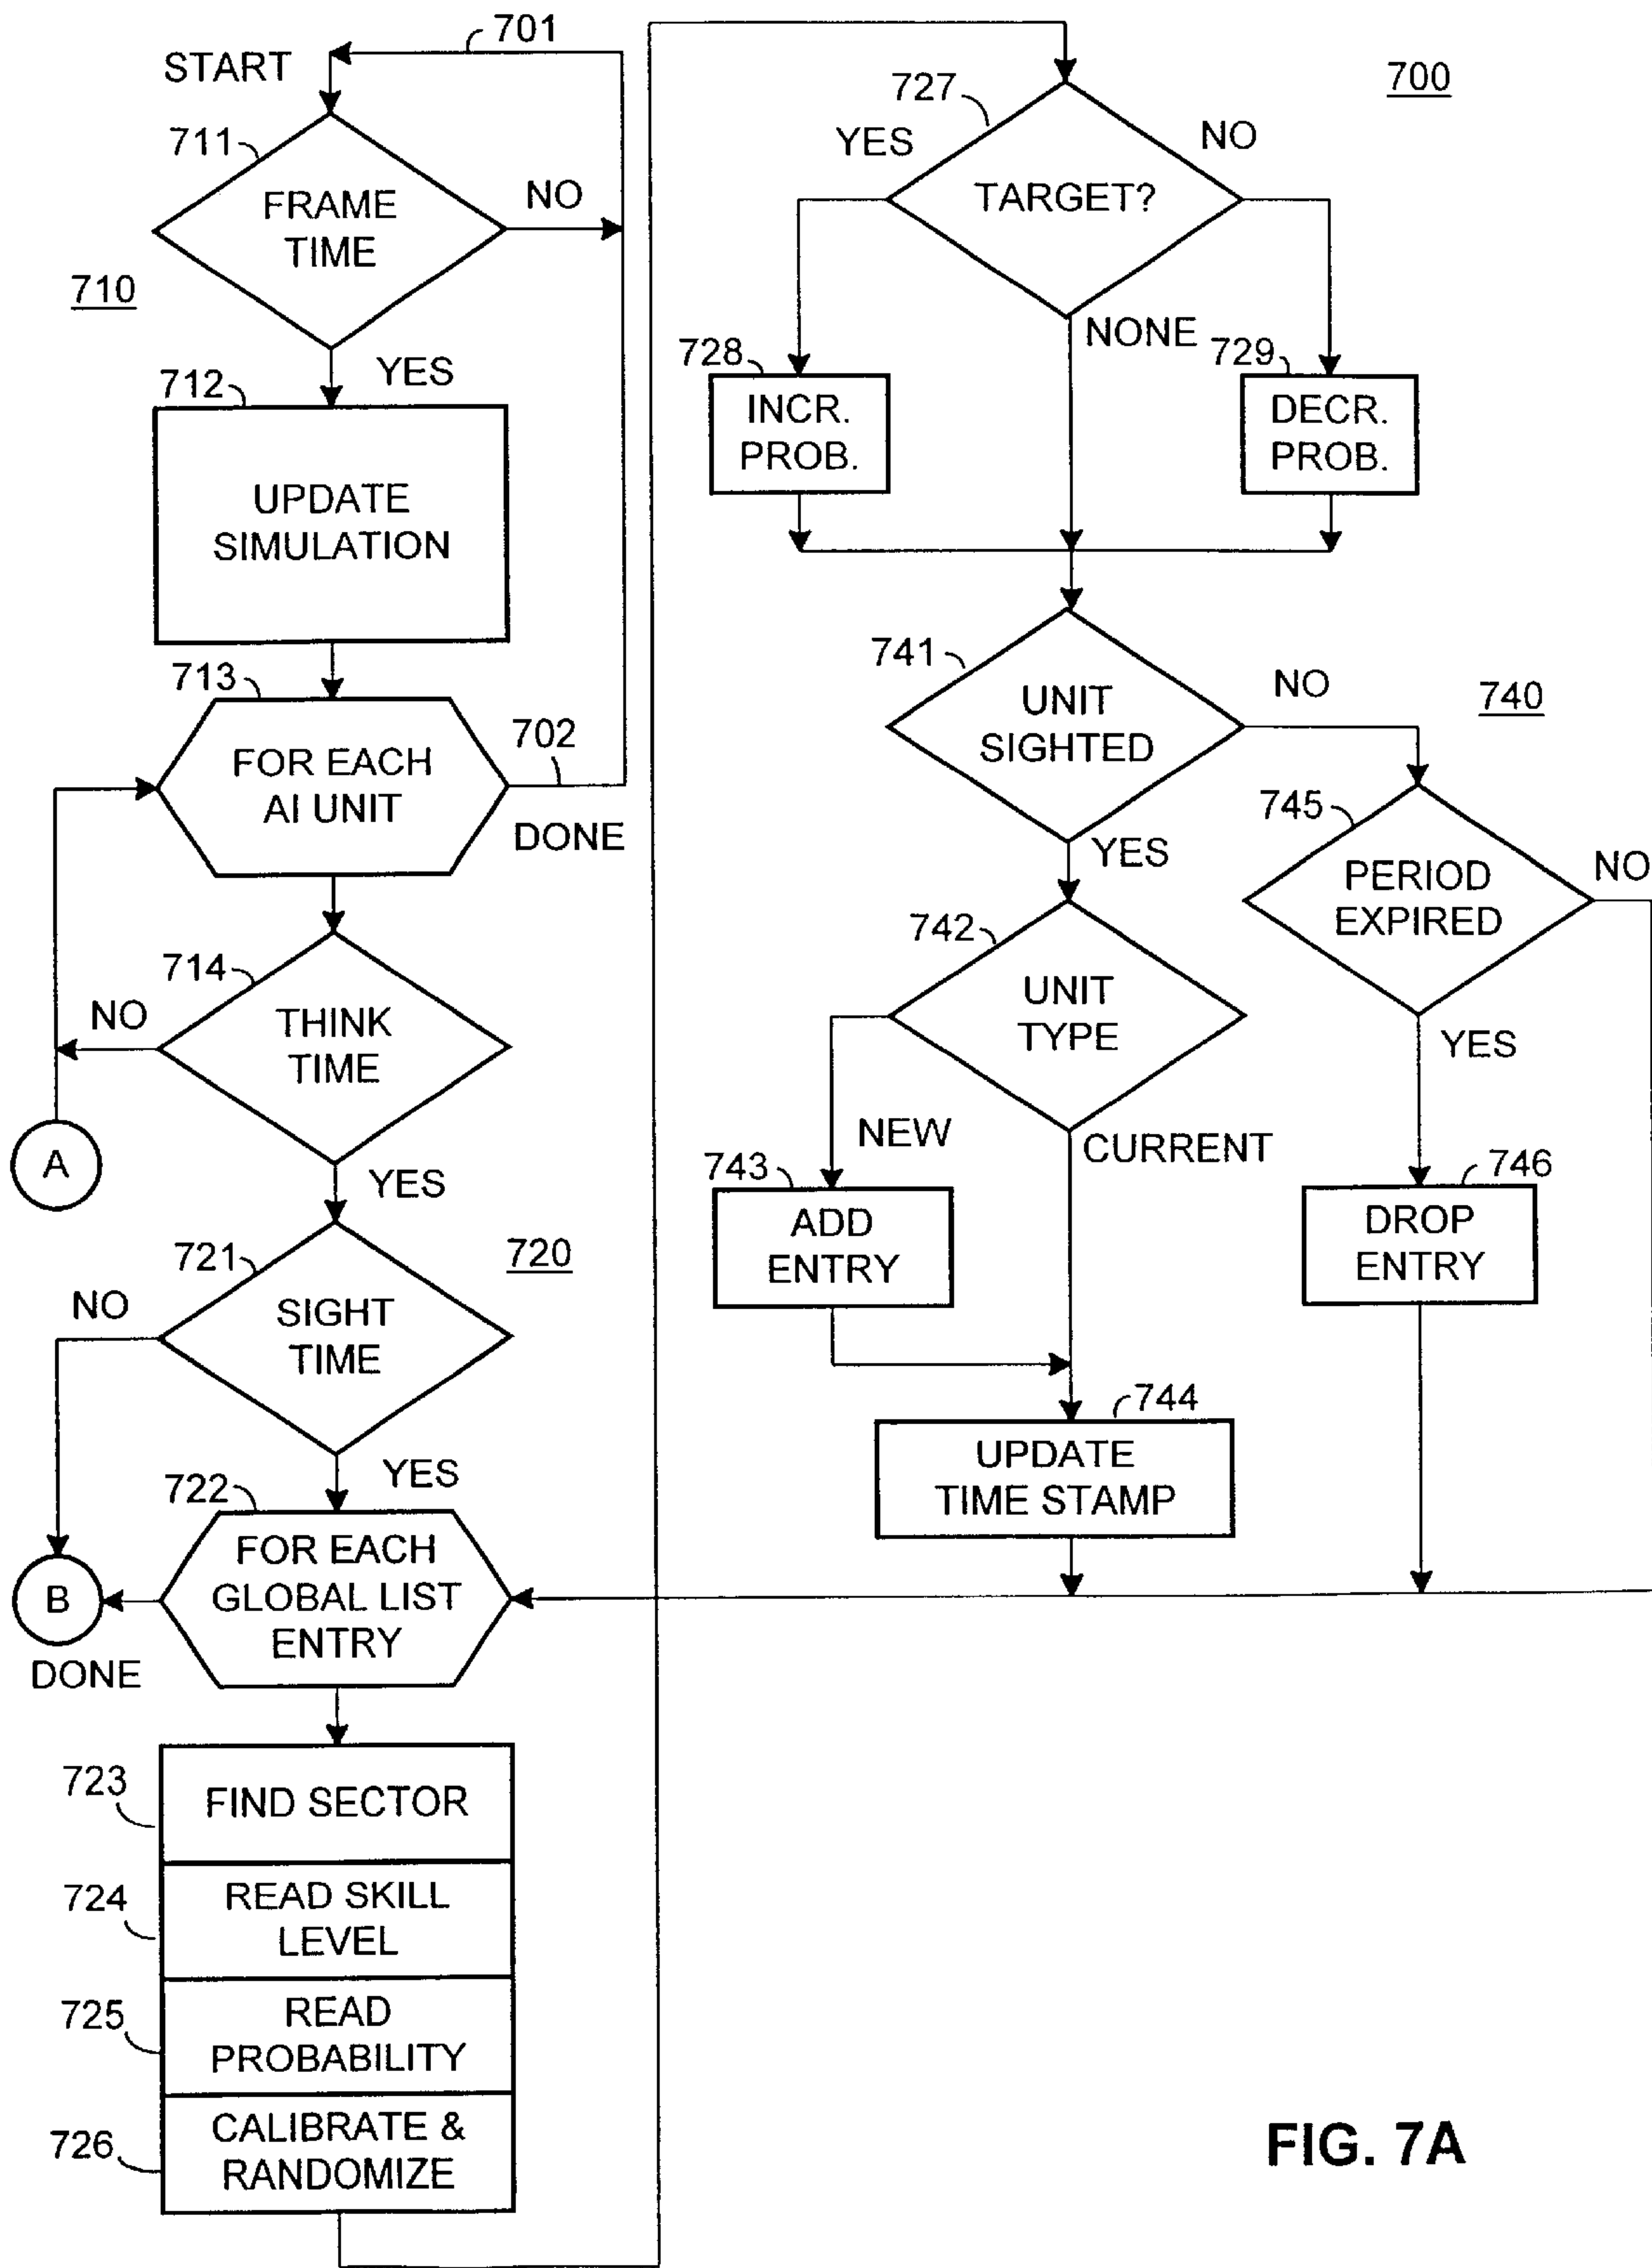 701
START
711
FRAME
TIME
NO
710
YES
712
UPDATE
SIMULATION
713
FOR EACH
AI UNIT
702
DONE
714
NO
THINK
TIME
A
YES
721
720
NO
SIGHT
TIME
YES
722
FOR EACH
GLOBAL LIST
ENTRY
B
DONE
723
FIND SECTOR
724
READ SKILL
LEVEL
725
READ
PROBABILITY
726
CALIBRATE &
RANDOMIZE
700
727
YES
NO
TARGET?
NONE
728
INCR.
PROB.
729
DECR.
PROB.
741
UNIT
SIGHTED
NO
740
YES
745
PERIOD
EXPIRED
NO
742
UNIT
TYPE
YES
NEW
CURRENT
743
ADD
ENTRY
746
DROP
ENTRY
744
UPDATE
TIME STAMP
FIG. 7A